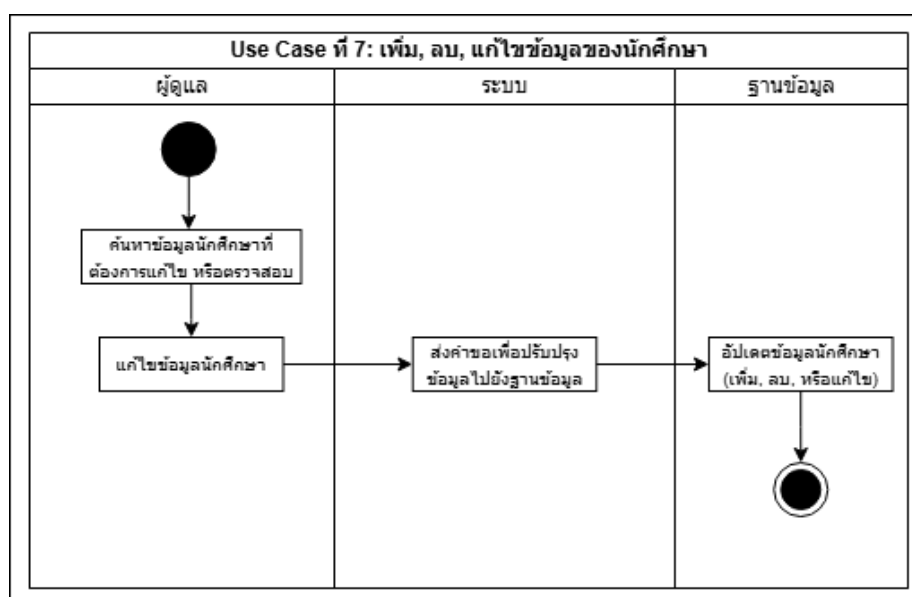 Use Case ที่ 7: เพิ่ม, ลบ, แก้ไขข้อมูลของนักศึกษา
ผู้ดูแล
ระบบ
ฐานข้อมูล
ค้นหาข้อมูลนักศึกษาที่
ต้องการแก้ไข หรือตรวจสอบ
แก้ไขข้อมูลนักศึกษา
ส่งคำขอเพื่อปรับปรุง
ข้อมูลไปยังฐานข้อมูล
อัปเดตข้อมูลนักศึกษา
(เพิ่ม, ลบ, หรือแก้ไข)